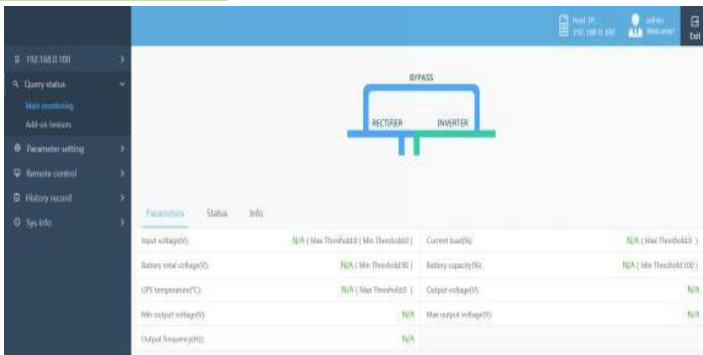 Host IP:
192.168.0.100
admin
Welcome!
Exit
192.168.0.100
Query status
Main monitoring
Add-on Sensors
Parameter setting
Remote control
History record
Sys info
BYPASS
RECTIFIER INVERTER
Parameters Status Info
Input voltage(V): N/A ( Max Threshold:0 | Min Threshold:0 ) Current load(%): N/A ( Max Threshold:0 )
Battery total voltage(V): N/A ( Min Threshold:90 ) Battery capacity(%): N/A ( Min Threshold:100 )
UPS temperature(°C): N/A ( Max Threshold:0 ) Output voltage(V): N/A
Min output voltage(V): N/A Max output voltage(V): N/A
Output frequency(Hz): N/A